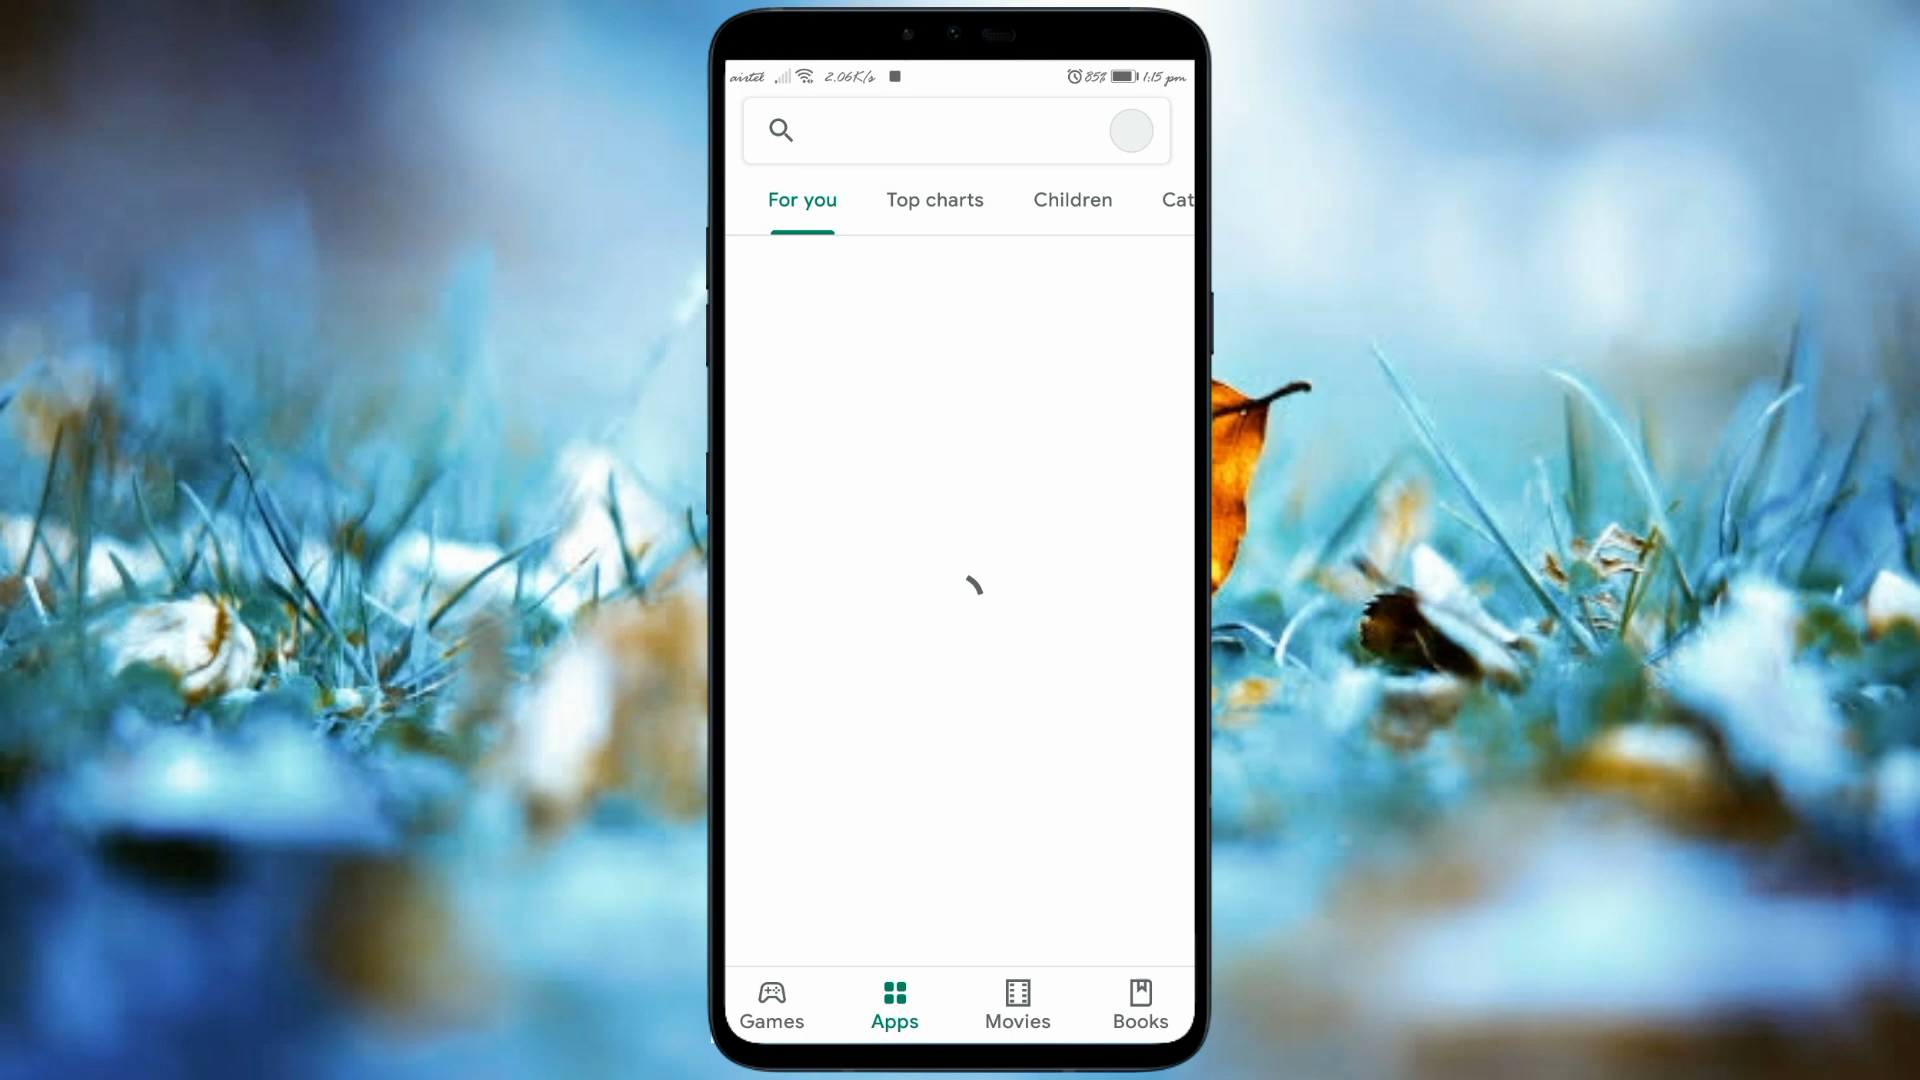 airtel 2.06K/s 85% 1:15 pm
For you Top charts Children Cat
Games Apps Movies Books